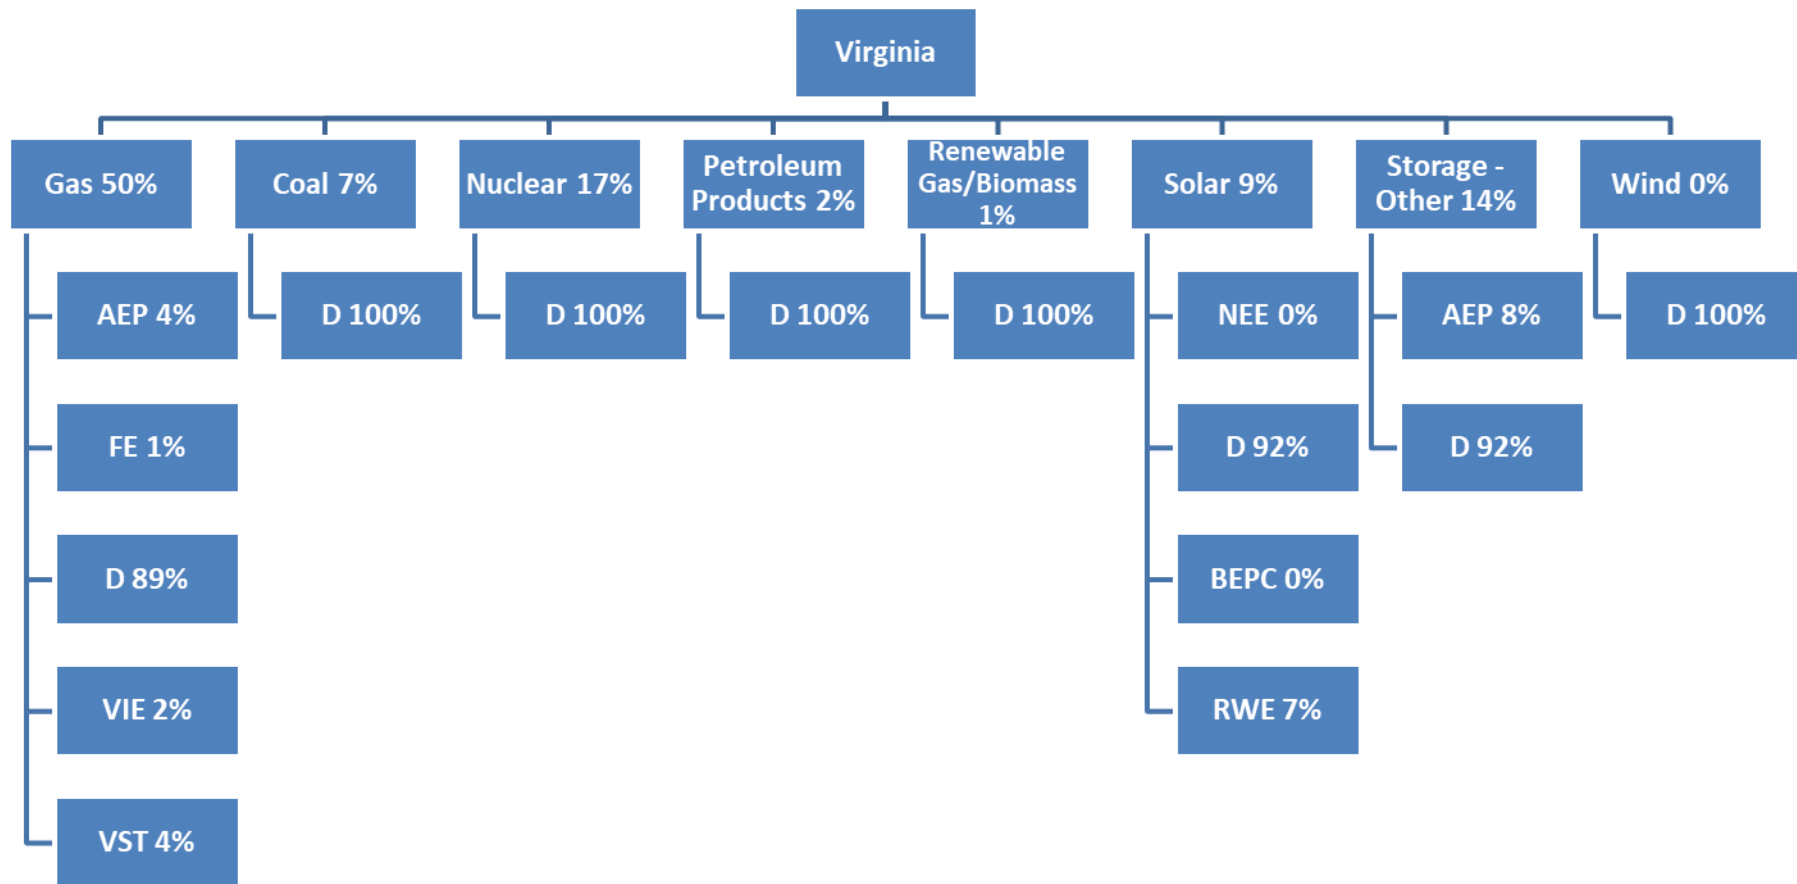 Virginia
Gas 50%
Coal 7%
Nuclear 17%
Petroleum
Products 2%
Renewable
Gas/Biomass
1%
Solar 9%
Storage -
Other 14%
Wind 0%
AEP 4%
D 100%
D 100%
D 100%
D 100%
NEE 0%
AEP 8%
D 100%
FE 1%
D 92%
D 92%
D 89%
BEPC 0%
VIE 2%
RWE 7%
VST 4%